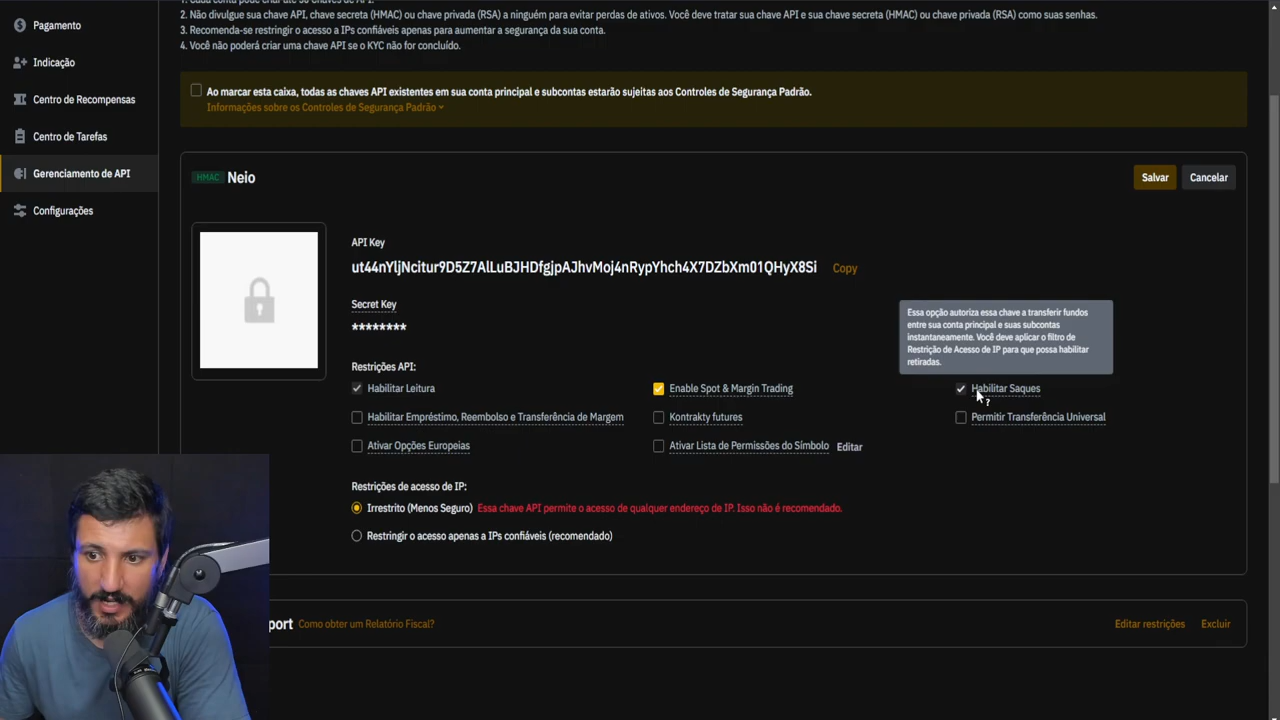 Pagamento
Indicação
Centro de Recompensas
Centro de Tarefas
Gerenciamento de API
Configurações
2. Não divulgue sua chave API, chave secreta (HMAC) ou chave privada (RSA) a ninguém para evitar perdas de ativos. Você deve tratar sua chave API e sua chave secreta (HMAC) ou chave privada (RSA) como suas senhas.
3. Recomenda-se restringir o acesso a IPs confiáveis apenas para aumentar a segurança da sua conta.
4. Você não poderá criar uma chave API se o KYC não for concluído.
Ao marcar esta caixa, todas as chaves API existentes em sua conta principal e subcontas estarão sujeitas aos Controles de Segurança Padrão.
Informações sobre os Controles de Segurança Padrão
HMAC Neio
Salvar Cancelar
API Key
ut44nYljNcitur9D5Z7AlLuBJHDfgjpAJhvMoj4nRypYhch4X7DZbXm01QHyX8Si Copy
Secret Key
********
Essa opção autoriza essa chave a transferir fundos
entre sua conta principal e suas subcontas
instantaneamente. Você deve aplicar o filtro de
Restrição de Acesso de IP para que possa habilitar
retiradas.
Restrições API:
Habilitar Leitura Enable Spot & Margin Trading Habilitar Saques
Habilitar Empréstimo, Reembolso e Transferência de Margem Kontrakty futures Permitir Transferência Universal
Ativar Opções Europeias Ativar Lista de Permissões do Símbolo Editar
Restrições de acesso de IP:
Irrestrito (Menos Seguro) Essa chave API permite o acesso de qualquer endereço de IP. Isso não é recomendado.
Restringir o acesso apenas a IPs confiáveis (recomendado)
port Como obter um Relatório Fiscal? Editar restrições Excluir